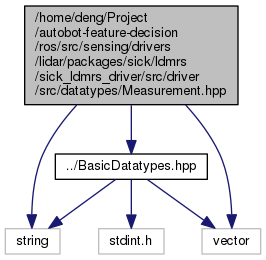 /home/deng/Project
/autobot-feature-decision
/ros/src/sensing/drivers
/lidar/packages/sick/ldmrs
/sick_ldmrs_driver/src/driver
/src/datatypes/Measurement.hpp
../BasicDatatypes.hpp
string
stdint.h
vector